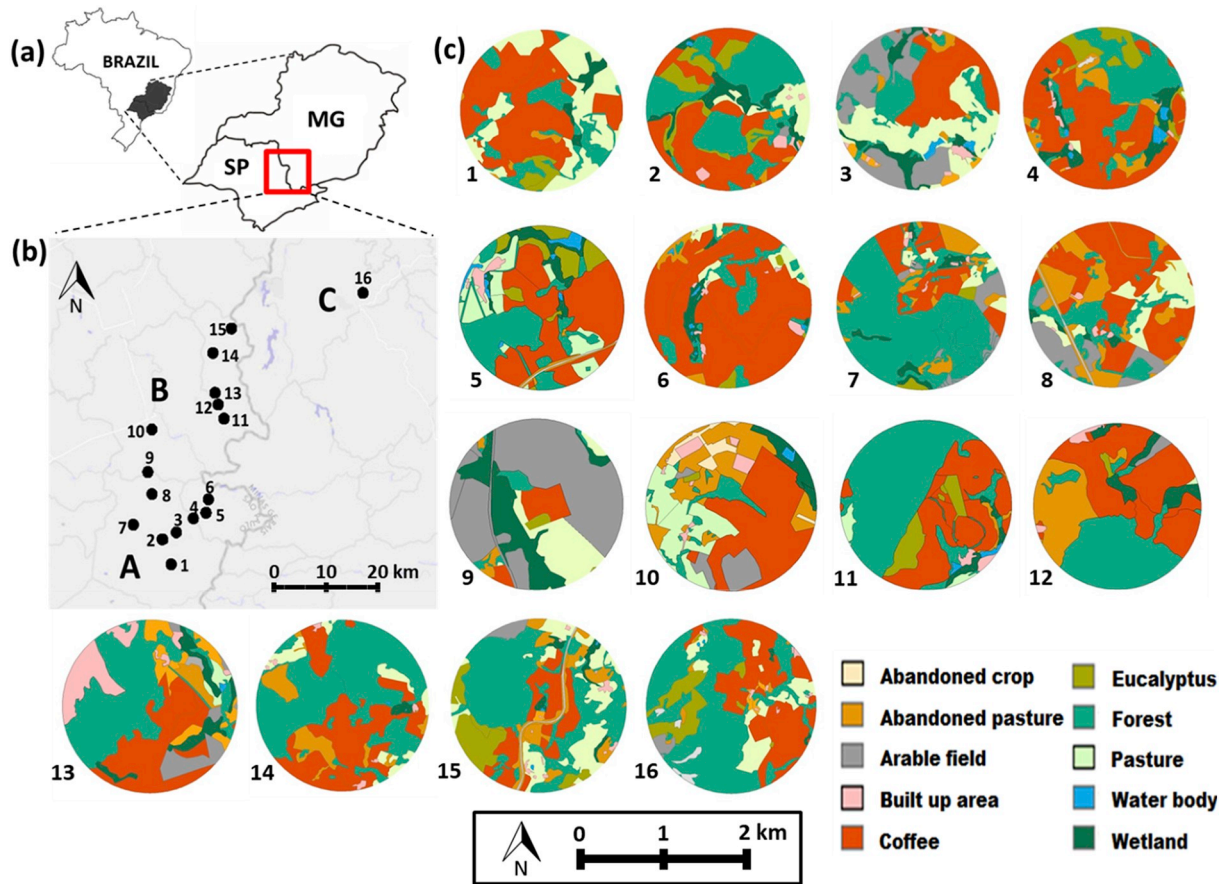 (a)
BRAZIL
MG
SP
(b)
N
C
16
15
14
B
13
12
11
10
9
8
6
5
4
7
3
2
A
1
0 10 20 km
(c)
1
2
3
4
5
6
7
8
9
10
11
12
13
14
15
16
Abandoned crop
Abandoned pasture
Arable field
Built up area
Coffee
Eucalyptus
Forest
Pasture
Water body
Wetland
N
0 1 2 km